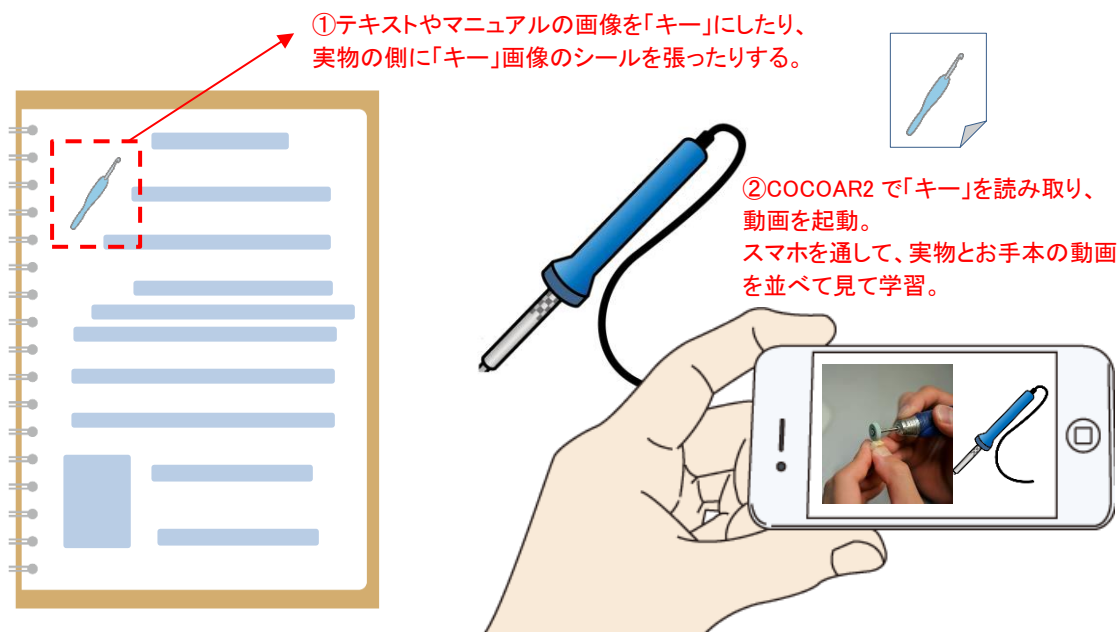 ①テキストやマニュアルの画像を「キー」にしたり、
実物の側に「キー」画像のシールを張ったりする。
②COCOAR2 で「キー」を読み取り、
動画を起動。
スマホを通して、実物とお手本の動画
を並べて見て学習。